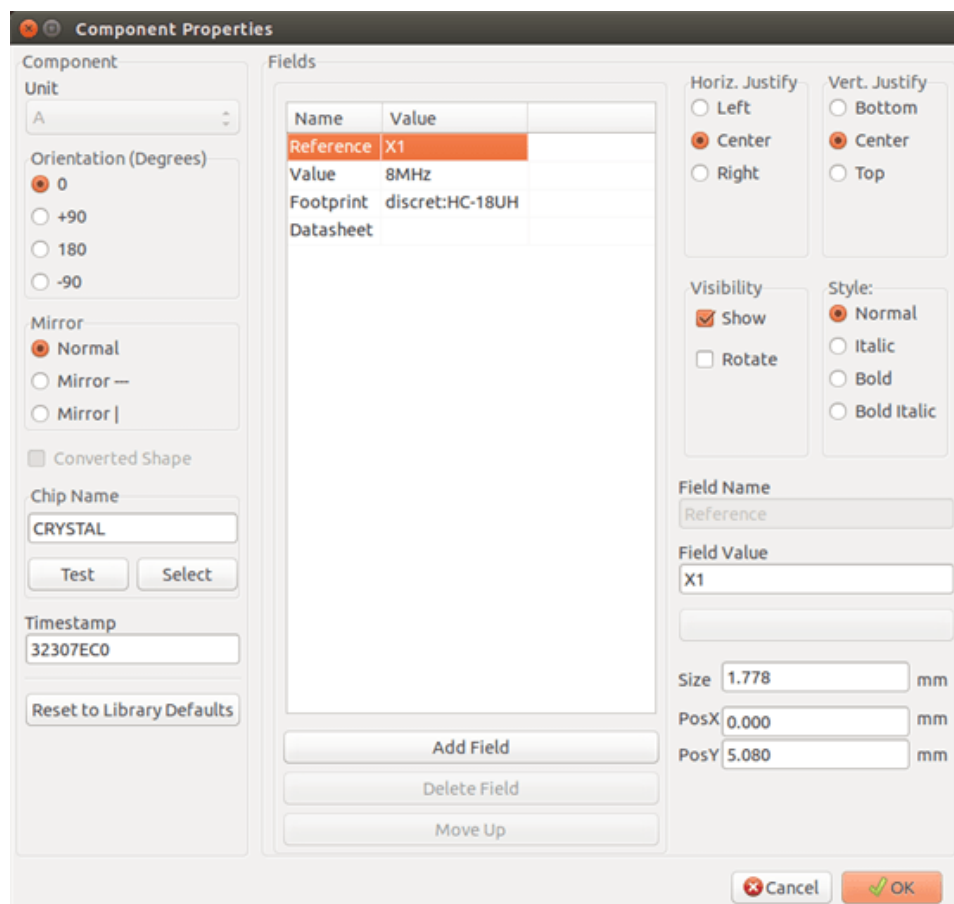 Component Properties
Component
Unit
A
Orientation (Degrees)
0
+90
180
-90
Mirror
Normal
Mirror ---
Mirror |
Converted Shape
Chip Name
CRYSTAL
Test Select
Timestamp
32307EC0
Reset to Library Defaults
Fields
Name Value
Reference X1
Value 8MHz
Footprint discret:HC-18UH
Datasheet
Add Field
Delete Field
Move Up
Horiz. Justify
Left
Center
Right
Vert. Justify
Bottom
Center
Top
Visibility
Show
Rotate
Style:
Normal
Italic
Bold
Bold Italic
Field Name
Reference
Field Value
X1
Size 1.778 mm
PosX 0.000 mm
PosY 5.080 mm
Cancel OK